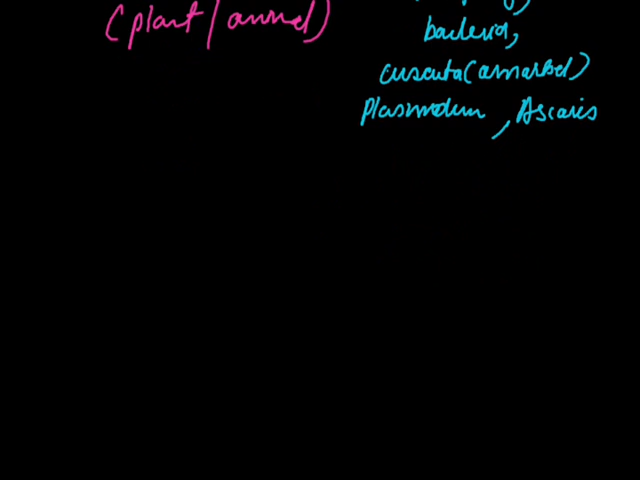 (plant/animal)
bacteria,
cuscuta(amarbel)
Plasmodium, Ascaris